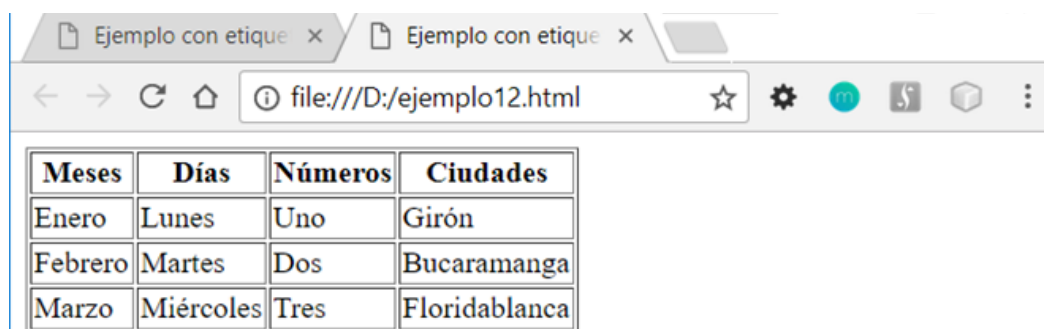 Ejemplo con etique Ejemplo con etique
file:///D:/ejemplo12.html
Meses Días Números Ciudades
Enero Lunes Uno Girón
Febrero Martes Dos Bucaramanga
Marzo Miércoles Tres Floridablanca